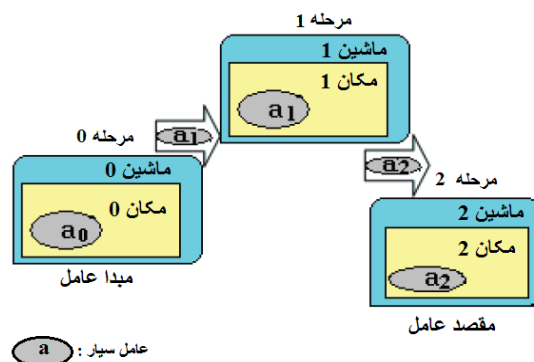 مرحله 1
ماشین 1
مکان 1
a1
a1
مرحله 0
ماشین 0
مکان 0
a0
مبدا عامل
a2
مرحله 2
ماشین 2
مکان 2
a2
مقصد عامل
a : عامل سیار